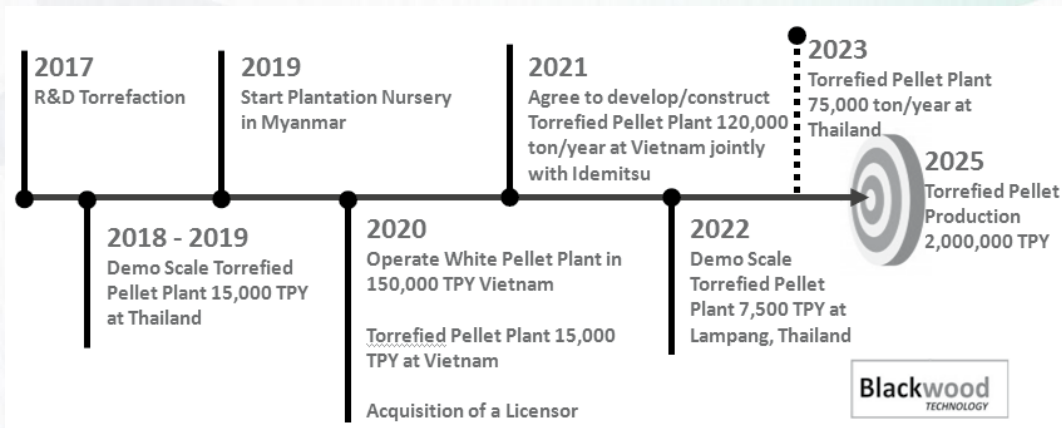 2017
R&D Torrefaction
2018 - 2019
Demo Scale Torrefied
Pellet Plant 15,000 TPY
at Thailand
2019
Start Plantation Nursery
in Myanmar
2020
Operate White Pellet Plant in
150,000 TPY Vietnam
Torrefied Pellet Plant 15,000
TPY at Vietnam
Acquisition of a Licensor
2021
Agree to develop/construct
Torrefied Pellet Plant 120,000
ton/year at Vietnam jointly
with Idemitsu
2022
Demo Scale
Torrefied Pellet
Plant 7,500 TPY at
Lampang, Thailand
2023
Torrefied Pellet Plant
75,000 ton/year at
Thailand
2025
Torrefied Pellet
Production
2,000,000 TPY
Blackwood
TECHNOLOGY